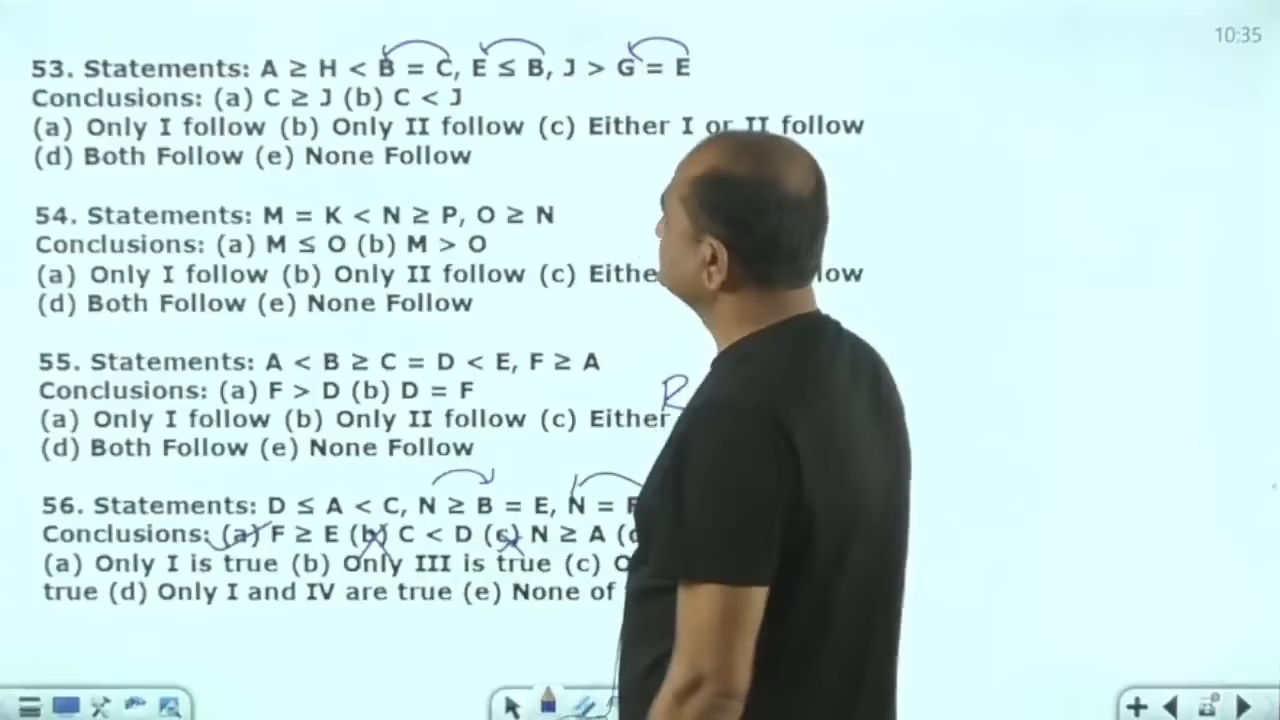 10:35
53. Statements: A ≥ H < B = C, E ≤ B, J > G = E
Conclusions: (a) C ≥ J (b) C < J
(a) Only I follow (b) Only II follow (c) Either I or II follow
(d) Both Follow (e) None Follow
54. Statements: M = K < N ≥ P, O ≥ N
Conclusions: (a) M ≤ O (b) M > O
(a) Only I follow (b) Only II follow (c)
(d) Both Follow (e) None Follow
55. Statements: A < B ≥ C = D < E, F ≥ A
Conclusions: (a) F > D (b) D = F
(a) Only I follow (b) Only II follow (c) Either
R
(d) Both Follow (e) None Follow
56. Statements: D ≤ A < C, N ≥ B = E, N =
Conclusions: (a) F ≥ E (b) C < D (c) N ≥ A
(a) Only I is true (b) Only III is true (c)
true (d) Only I and IV are true (e) None of